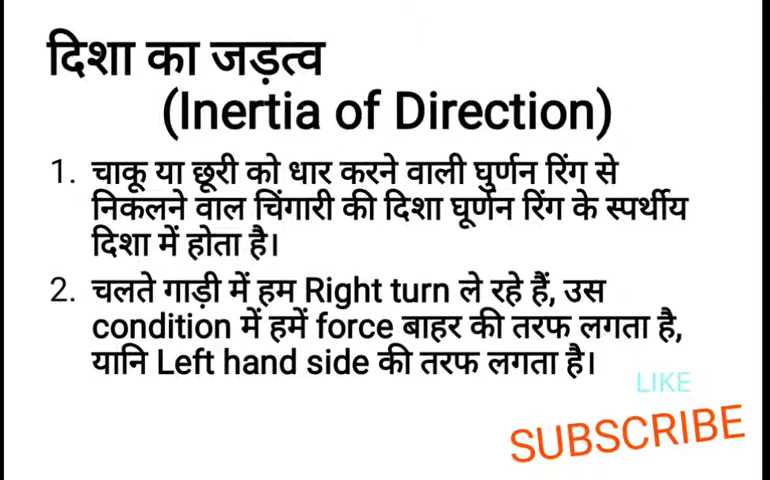 दिशा का जड़त्व
(Inertia of Direction)
1. चाकू या छूरी को धार करने वाली घुर्णन रिंग से
निकलने वाल चिंगारी की दिशा घूर्णन रिंग के स्पर्थीय
दिशा में होता है।
2. चलते गाड़ी में हम Right turn ले रहे हैं, उस
condition में हमें force बाहर की तरफ लगता है,
यानि Left hand side की तरफ लगता है।
LIKE
SUBSCRIBE